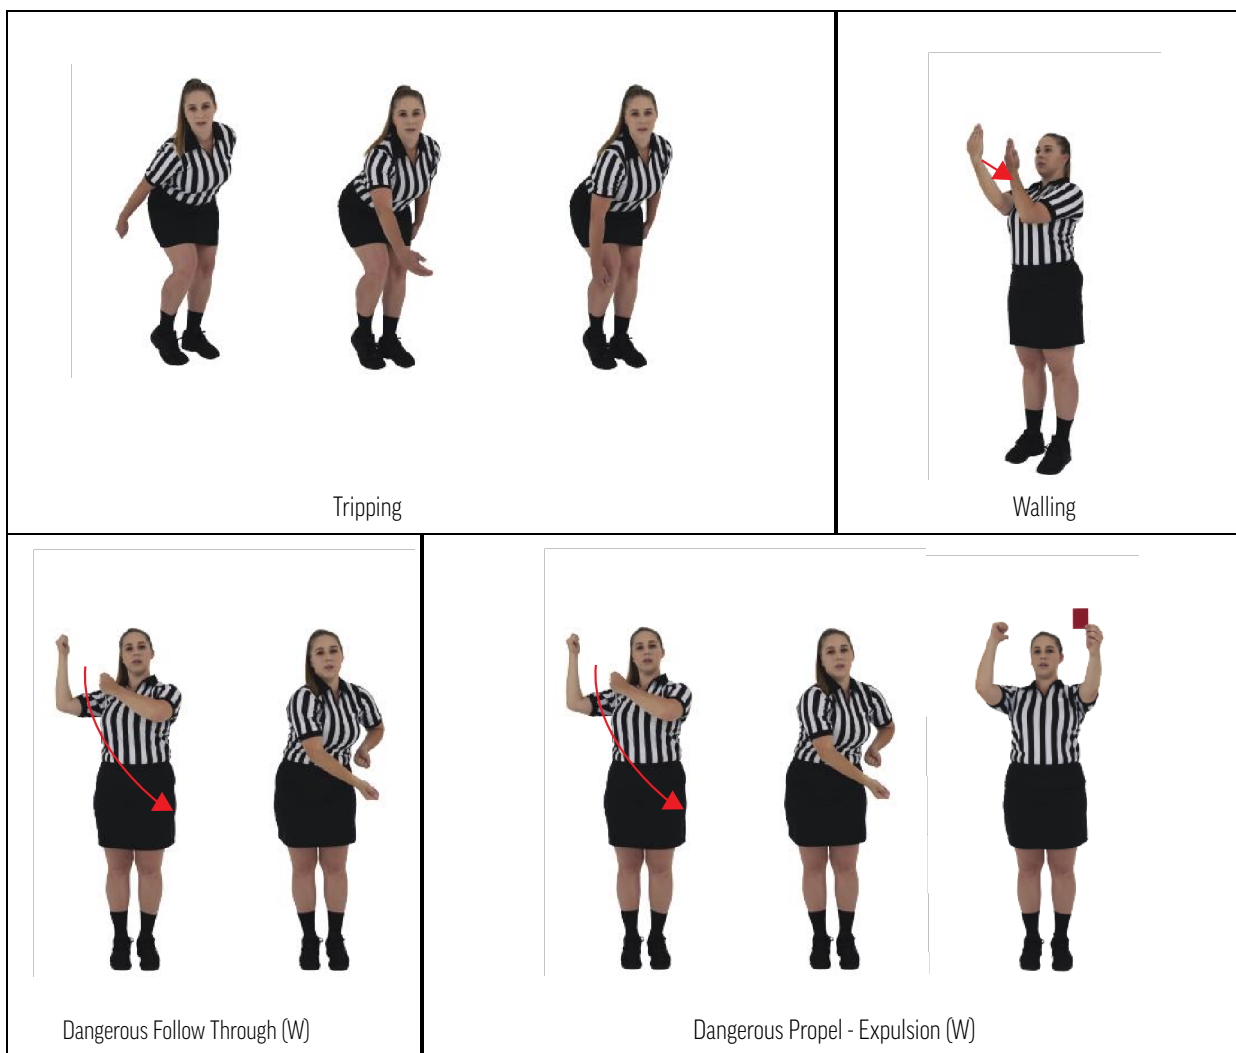 Tripping
Walling
Dangerous Follow Through (W)
Dangerous Propel - Expulsion (W)